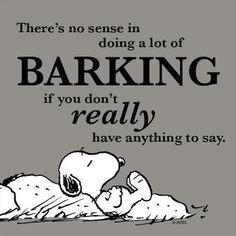 There's no sense in
doing a lot of
BARKING
if you don't
really
have anything to say.